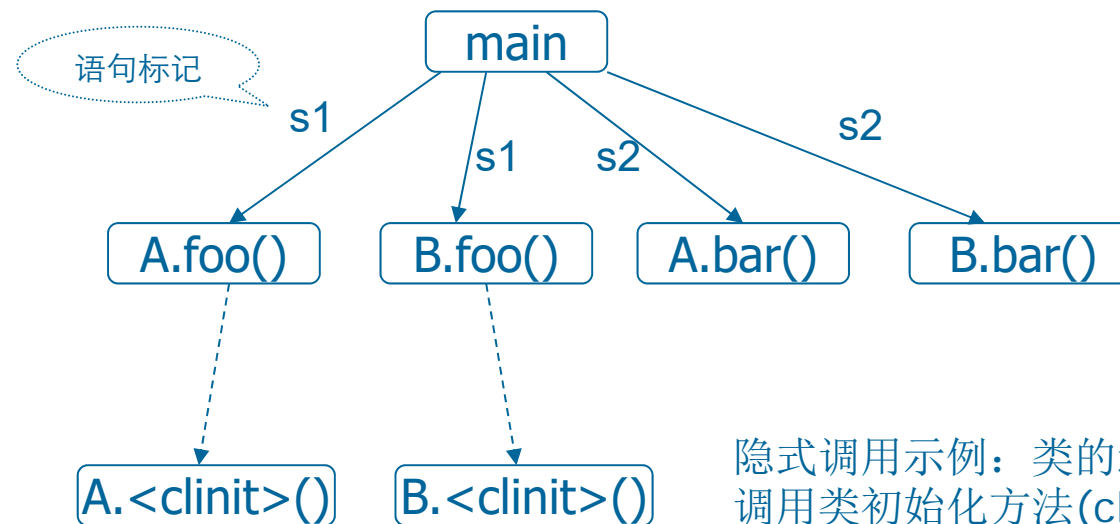 main
语句标记
s1
s1
s2
s2
A.foo()
B.foo()
A.bar()
B.bar()
A.<clinit>()
B.<clinit>()
隐式调用示例：类的
调用类初始化方法(c